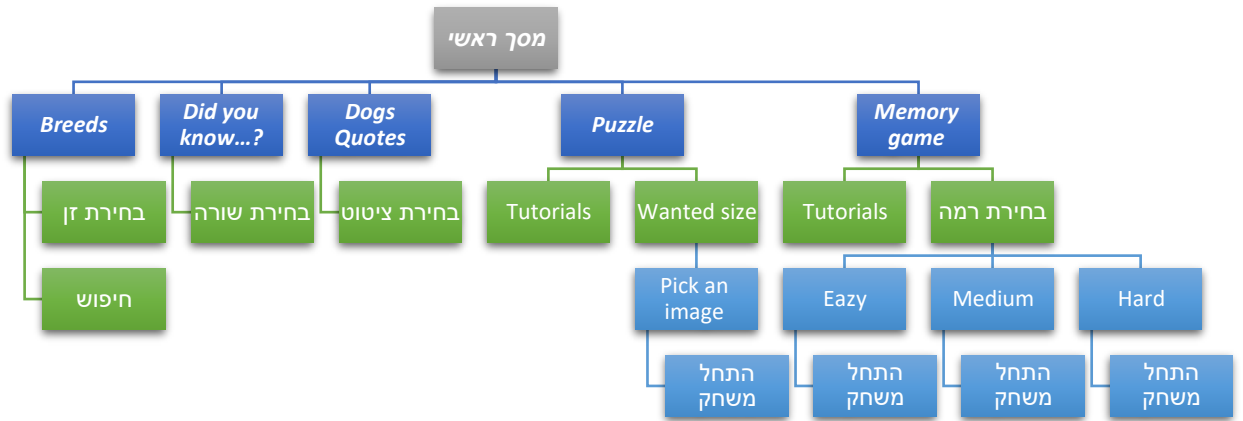 מסך ראשי
Breeds
Did you
know...?
Dogs
Quotes
Puzzle
Memory
game
בחירת זן
בחירת שורה
בחירת ציטוט
Tutorials
Wanted size
Tutorials
בחירת רמה
חיפוש
Pick an
image
Eazy
Medium
Hard
התחל
משחק
התחל
משחק
התחל
משחק
התחל
משחק